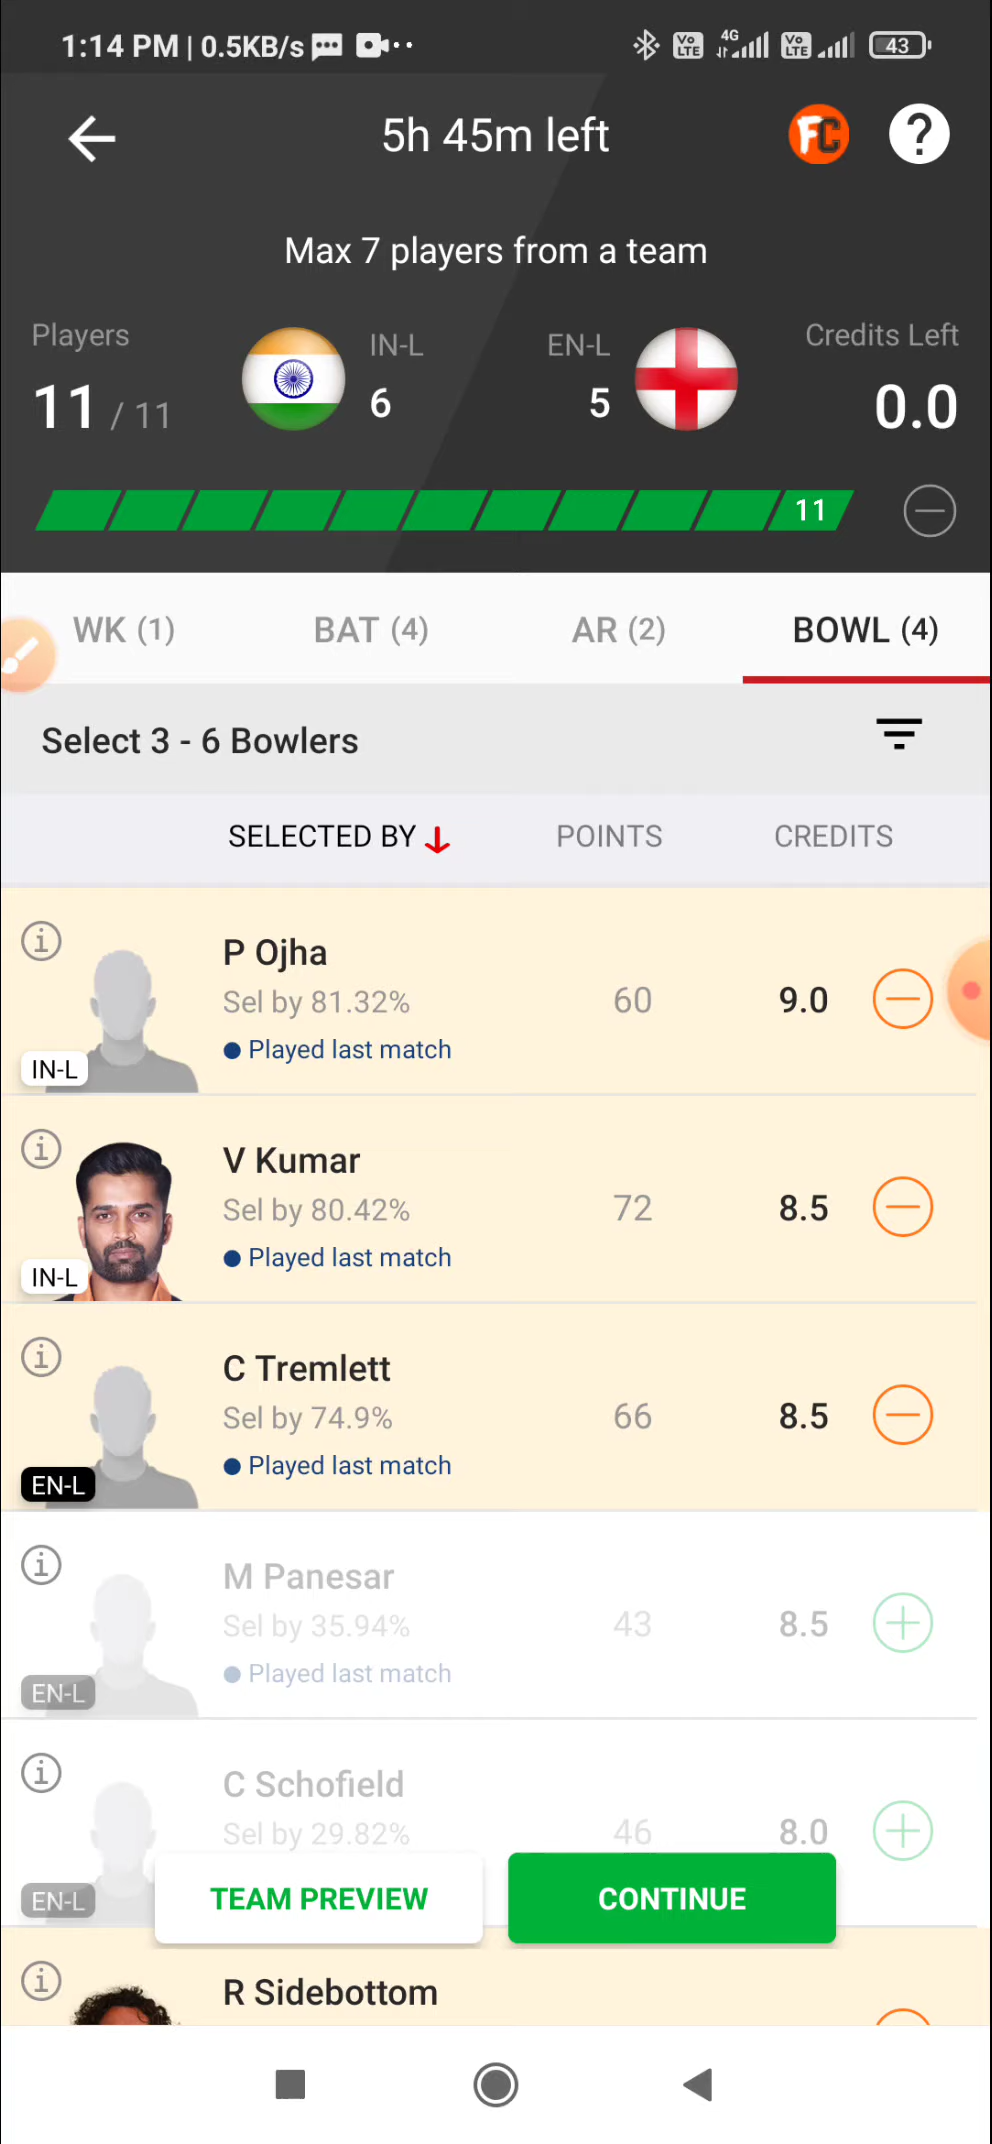 1:14 PM | 0.5KB/s
4G
Vo LTE
Vo LTE
43
5h 45m left
FC
?
Max 7 players from a team
Players
IN-L
EN-L
Credits Left
11 / 11
6
5
0.0
11
WK (1)
BAT (4)
AR (2)
BOWL (4)
Select 3 - 6 Bowlers
SELECTED BY
POINTS
CREDITS
P Ojha
Sel by 81.32%
60
9.0
Played last match
IN-L
V Kumar
Sel by 80.42%
72
8.5
Played last match
IN-L
C Tremlett
Sel by 74.9%
66
8.5
Played last match
EN-L
M Panesar
Sel by 35.94%
43
8.5
Played last match
EN-L
C Schofield
Sel by 29.82%
46
8.0
EN-L
TEAM PREVIEW
CONTINUE
R Sidebottom